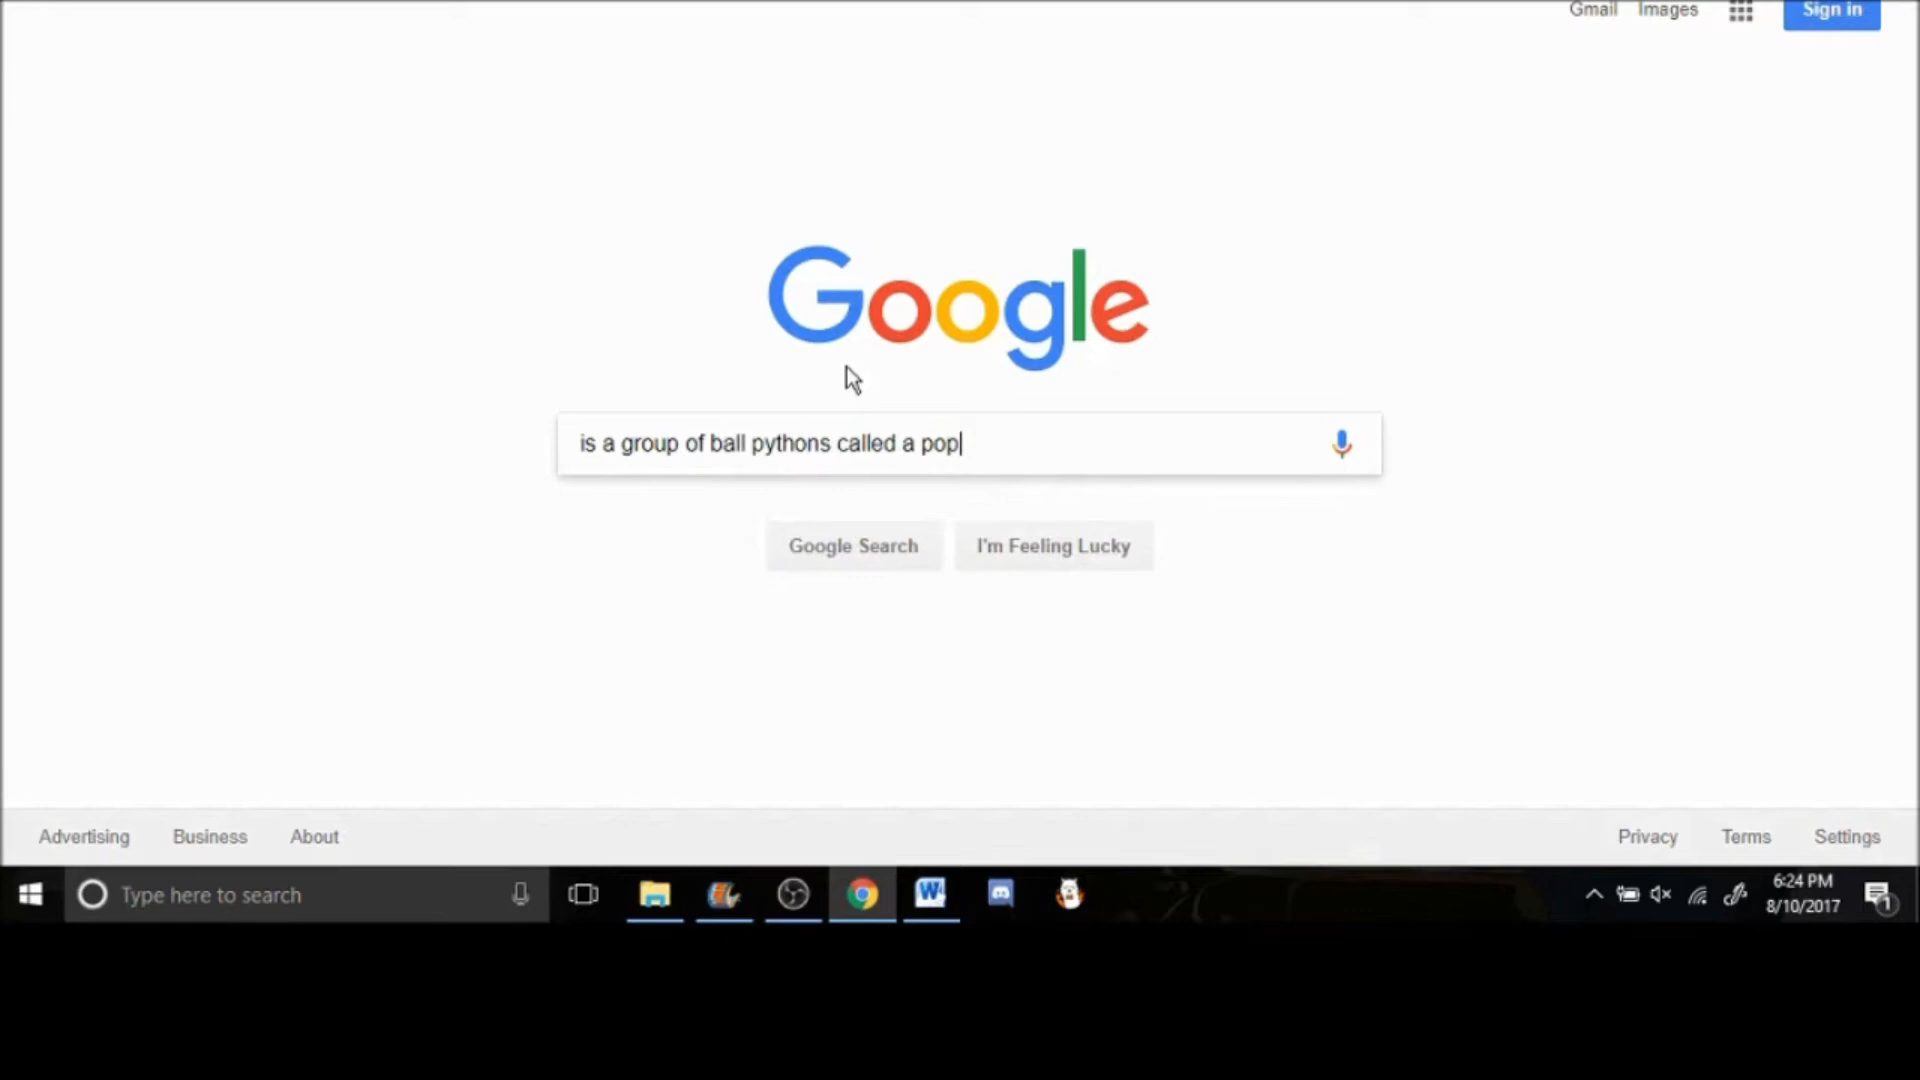 Gmail Images Sign in
Google
is a group of ball pythons called a pop
Google Search I'm Feeling Lucky
Advertising Business About Privacy Terms Settings
Type here to search
6:24 PM
8/10/2017
1